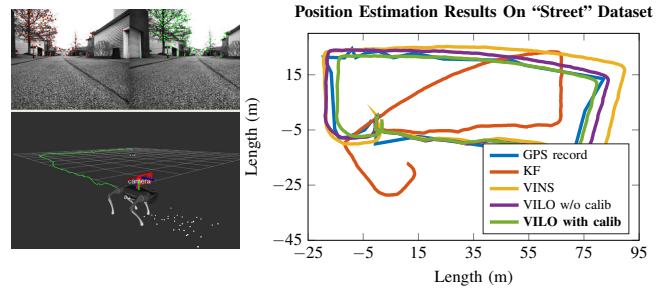 Position Estimation Results On “Street” Dataset
camera
Length (m)
15
−5
−25
−45
GPS record
KF
VINS
VILO w/o calib
VILO with calib
−25
−5
15
35
55
75
95
Length (m)